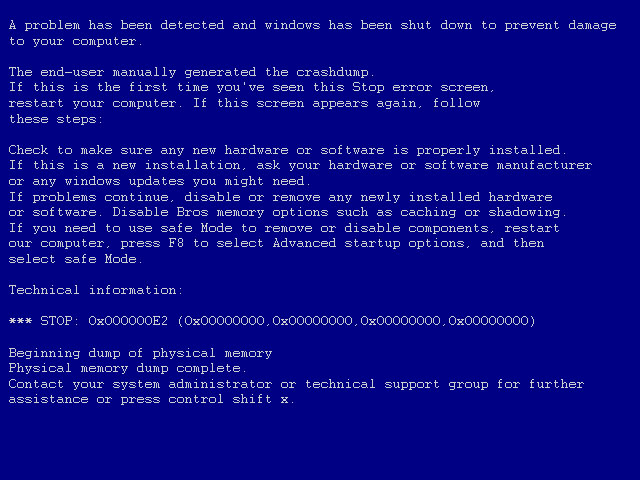 A problem has been detected and windows has been shut down to prevent damage
to your computer.
The end-user manually generated the crashdump.
If this is the first time you've seen this Stop error screen,
restart your computer. If this screen appears again, follow
these steps:
Check to make sure any new hardware or software is properly installed.
If this is a new installation, ask your hardware or software manufacturer
or any windows updates you might need.
If problems continue, disable or remove any newly installed hardware
or software. Disable Bros memory options such as caching or shadowing.
If you need to use safe Mode to remove or disable components, restart
our computer, press F8 to select Advanced startup options, and then
select safe Mode.
Technical information:
*** STOP: 0x000000E2 (0x00000000,0x00000000,0x00000000,0x00000000)
Beginning dump of physical memory
Physical memory dump complete.
Contact your system administrator or technical support group for further
assistance or press control shift x.